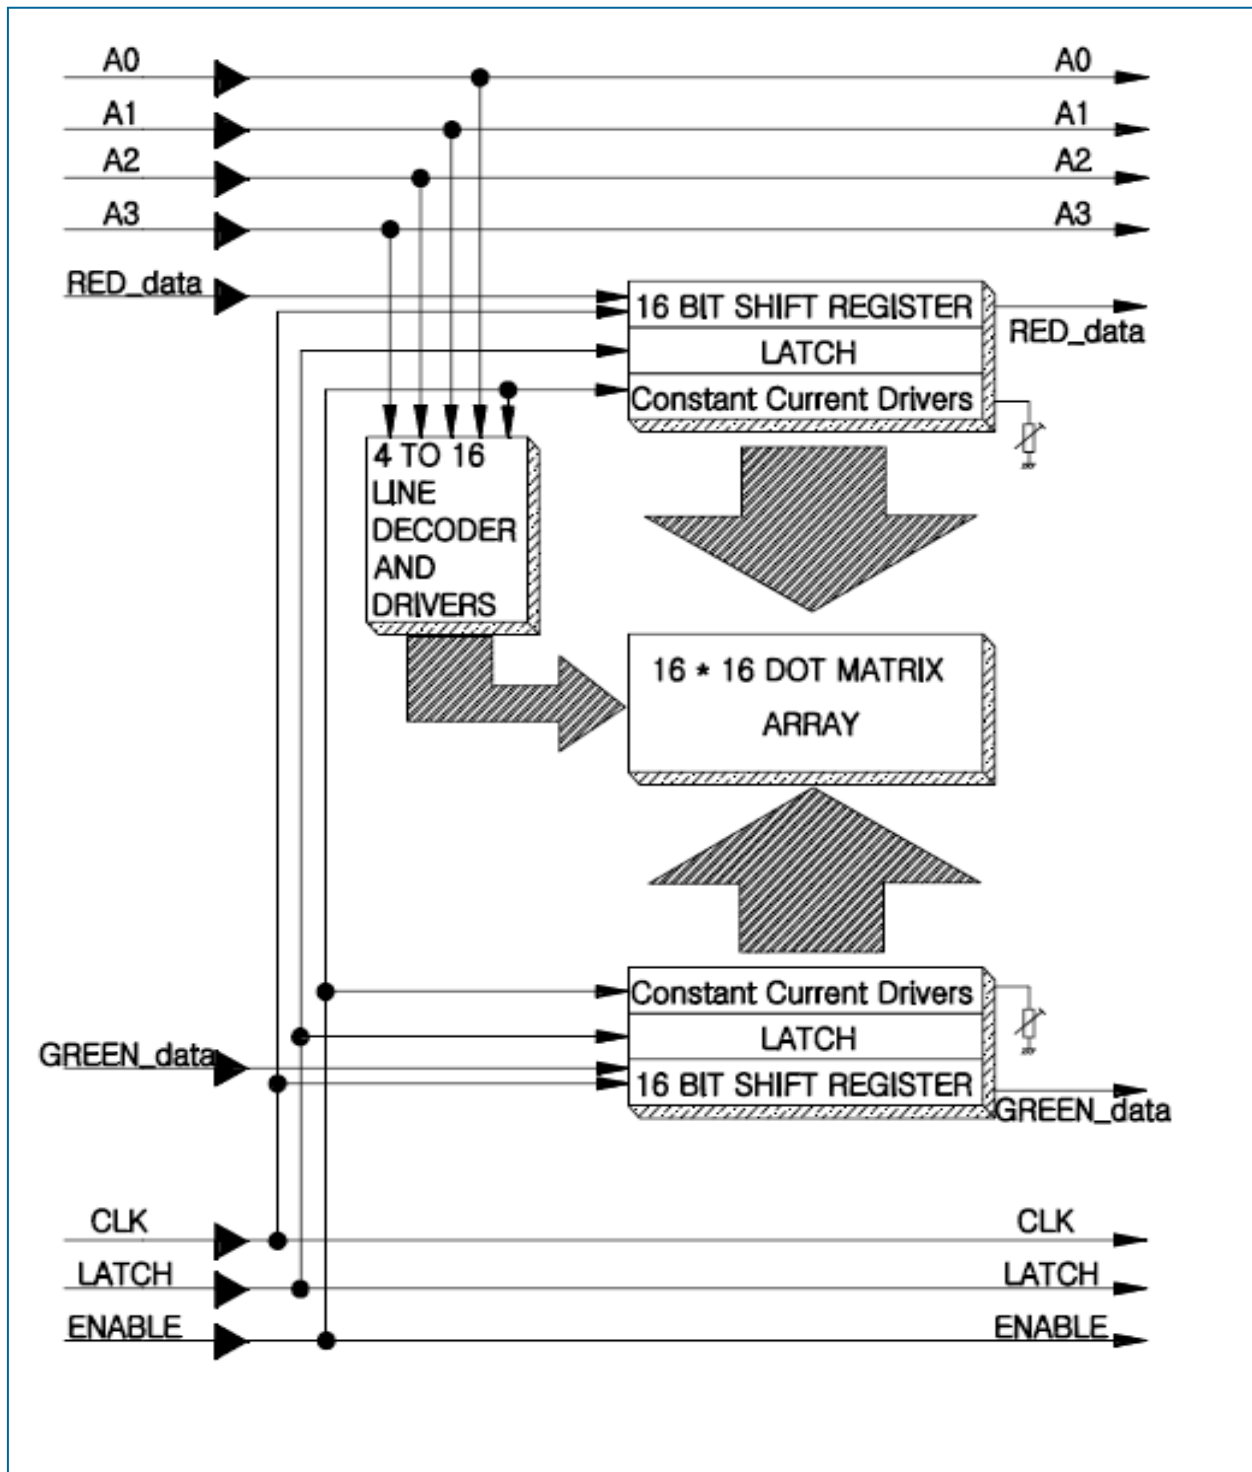 A0 A0
A1 A1
A2 A2
A3 A3
RED_data
16 BIT SHIFT REGISTER
RED_data
LATCH
Constant Current Drivers
4 TO 16
LINE
DECODER
AND
DRIVERS
16 * 16 DOT MATRIX
ARRAY
Constant Current Drivers
LATCH
GREEN_data
16 BIT SHIFT REGISTER
GREEN_data
CLK CLK
LATCH LATCH
ENABLE ENABLE